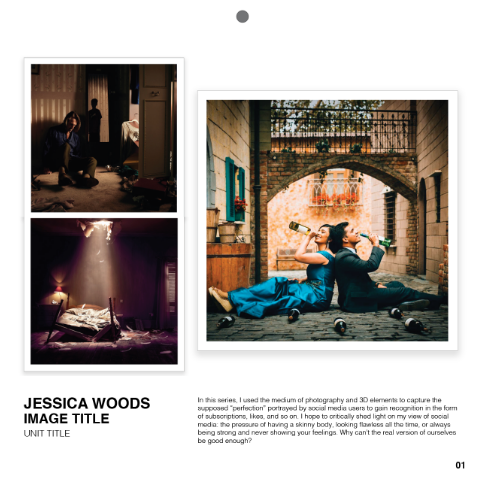 JESSICA WOODS
IMAGE TITLE
UNIT TITLE
In this series, I used the medium of photography and 3D elements to capture the
supposed "perfection" portrayed by social media users to gain recognition in the form
of subscriptions, likes, and so on. I hope to critically shed light on my view of social
media: the pressure of having a skinny body, looking flawless all the time, or always
being strong and never showing your feelings. Why can't the real version of ourselves
be good enough?
01